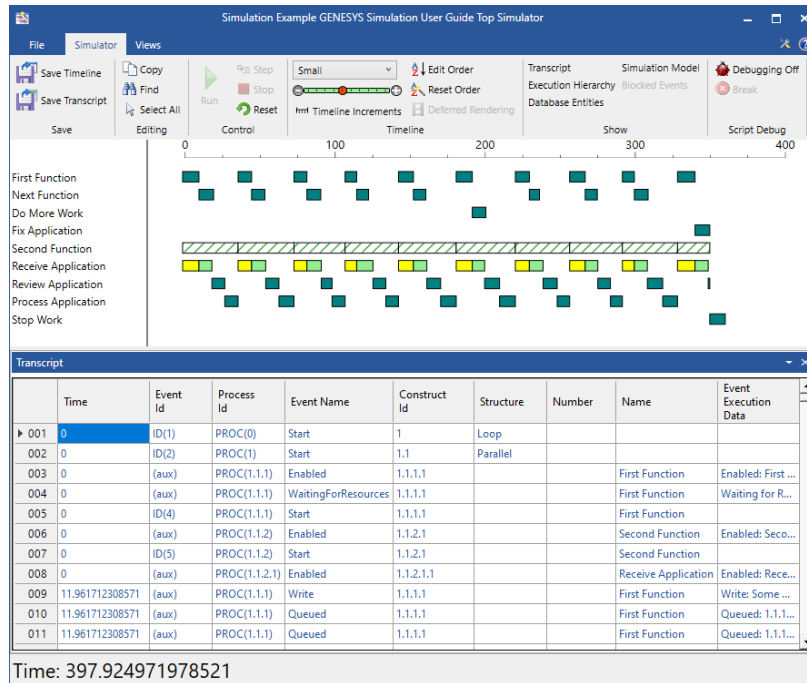 Simulation Example GENESYS Simulation User Guide Top Simulator
File Simulator Views
Save Timeline
Save Transcript
Save
Copy
Find
Select All
Editing
Run
Step
Stop
Reset
Control
Small
Timeline Increments
Edit Order
Reset Order
Deferred Rendering
Timeline
Transcript Simulation Model
Execution Hierarchy Blocked Events
Database Entities
Show
Debugging Off
Break
Script Debug
0 100 200 300 400
First Function
Next Function
Do More Work
Fix Application
Second Function
Receive Application
Review Application
Process Application
Stop Work
Transcript
Time Event Id Process Id Event Name Construct Id Structure Number Name Event Execution Data
001 0 ID(1) PROC(0) Start 1 Loop
002 0 ID(2) PROC(1) Start 1.1 Parallel
003 0 (aux) PROC(1.1.1) Enabled 1.1.1.1 First Function Enabled: First ...
004 0 (aux) PROC(1.1.1) WaitingForResources 1.1.1.1 First Function Waiting for R...
005 0 ID(4) PROC(1.1.1) Start 1.1.1.1 First Function
006 0 (aux) PROC(1.1.2) Enabled 1.1.2.1 Second Function Enabled: Seco...
007 0 ID(5) PROC(1.1.2) Start 1.1.2.1 Second Function
008 0 (aux) PROC(1.1.2.1) Enabled 1.1.2.1.1 Receive Application Enabled: Rece...
009 11.961712308571 (aux) PROC(1.1.1) Write 1.1.1.1 First Function Write: Some ...
010 11.961712308571 (aux) PROC(1.1.1) Queued 1.1.1.1 First Function Queued: 1.1.1...
011 11.961712308571 (aux) PROC(1.1.1) Queued 1.1.1.1 First Function Queued: 1.1.1...
Time: 397.924971978521